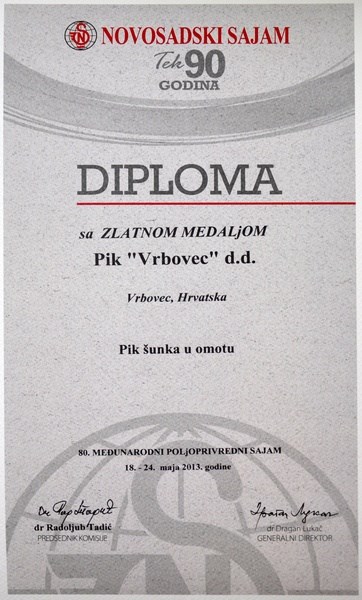 NOVOSADSKI SAJAM
Tek 90
GODINA
DIPLOMA
sa ZLATNOM MEDALjOM
Pik "Vrbovec" d.d.
Vrbovec, Hrvatska
Pik šunka u omotu
80. MEĐUNARODNI POLjOPRIVREDNI SAJAM
18. - 24. maja 2013. godine
dr Radoljub Tadić
PREDSEDNIK KOMISIJE
dr Dragan Lukač
GENERALNI DIREKTOR